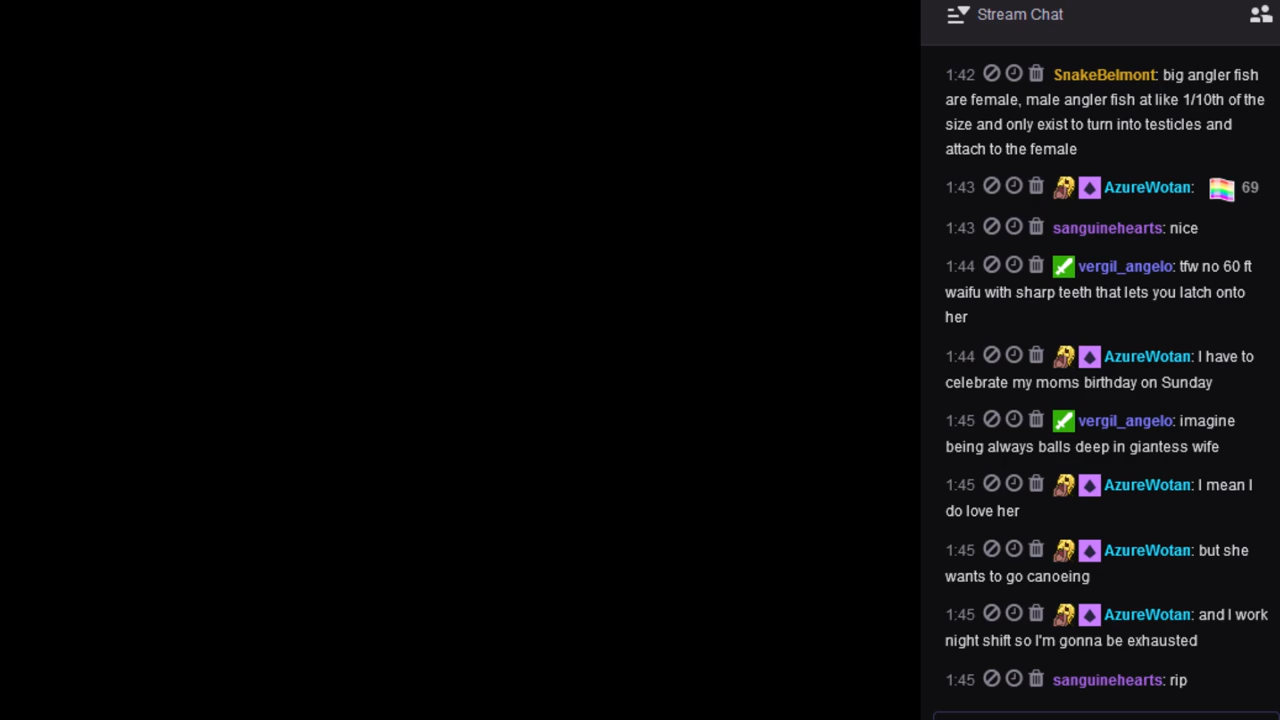 Stream Chat
1:42 SnakeBelmont: big angler fish
are female, male angler fish at like 1/10th of the
size and only exist to turn into testicles and
attach to the female
1:43 AzureWotan: 69
1:43 sanguinehearts: nice
1:44 vergil_angelo: tfw no 60 ft
waifu with sharp teeth that lets you latch onto
her
1:44 AzureWotan: I have to
celebrate my moms birthday on Sunday
1:45 vergil_angelo: imagine
being always balls deep in giantess wife
1:45 AzureWotan: I mean I
do love her
1:45 AzureWotan: but she
wants to go canoeing
1:45 AzureWotan: and I work
night shift so I'm gonna be exhausted
1:45 sanguinehearts: rip